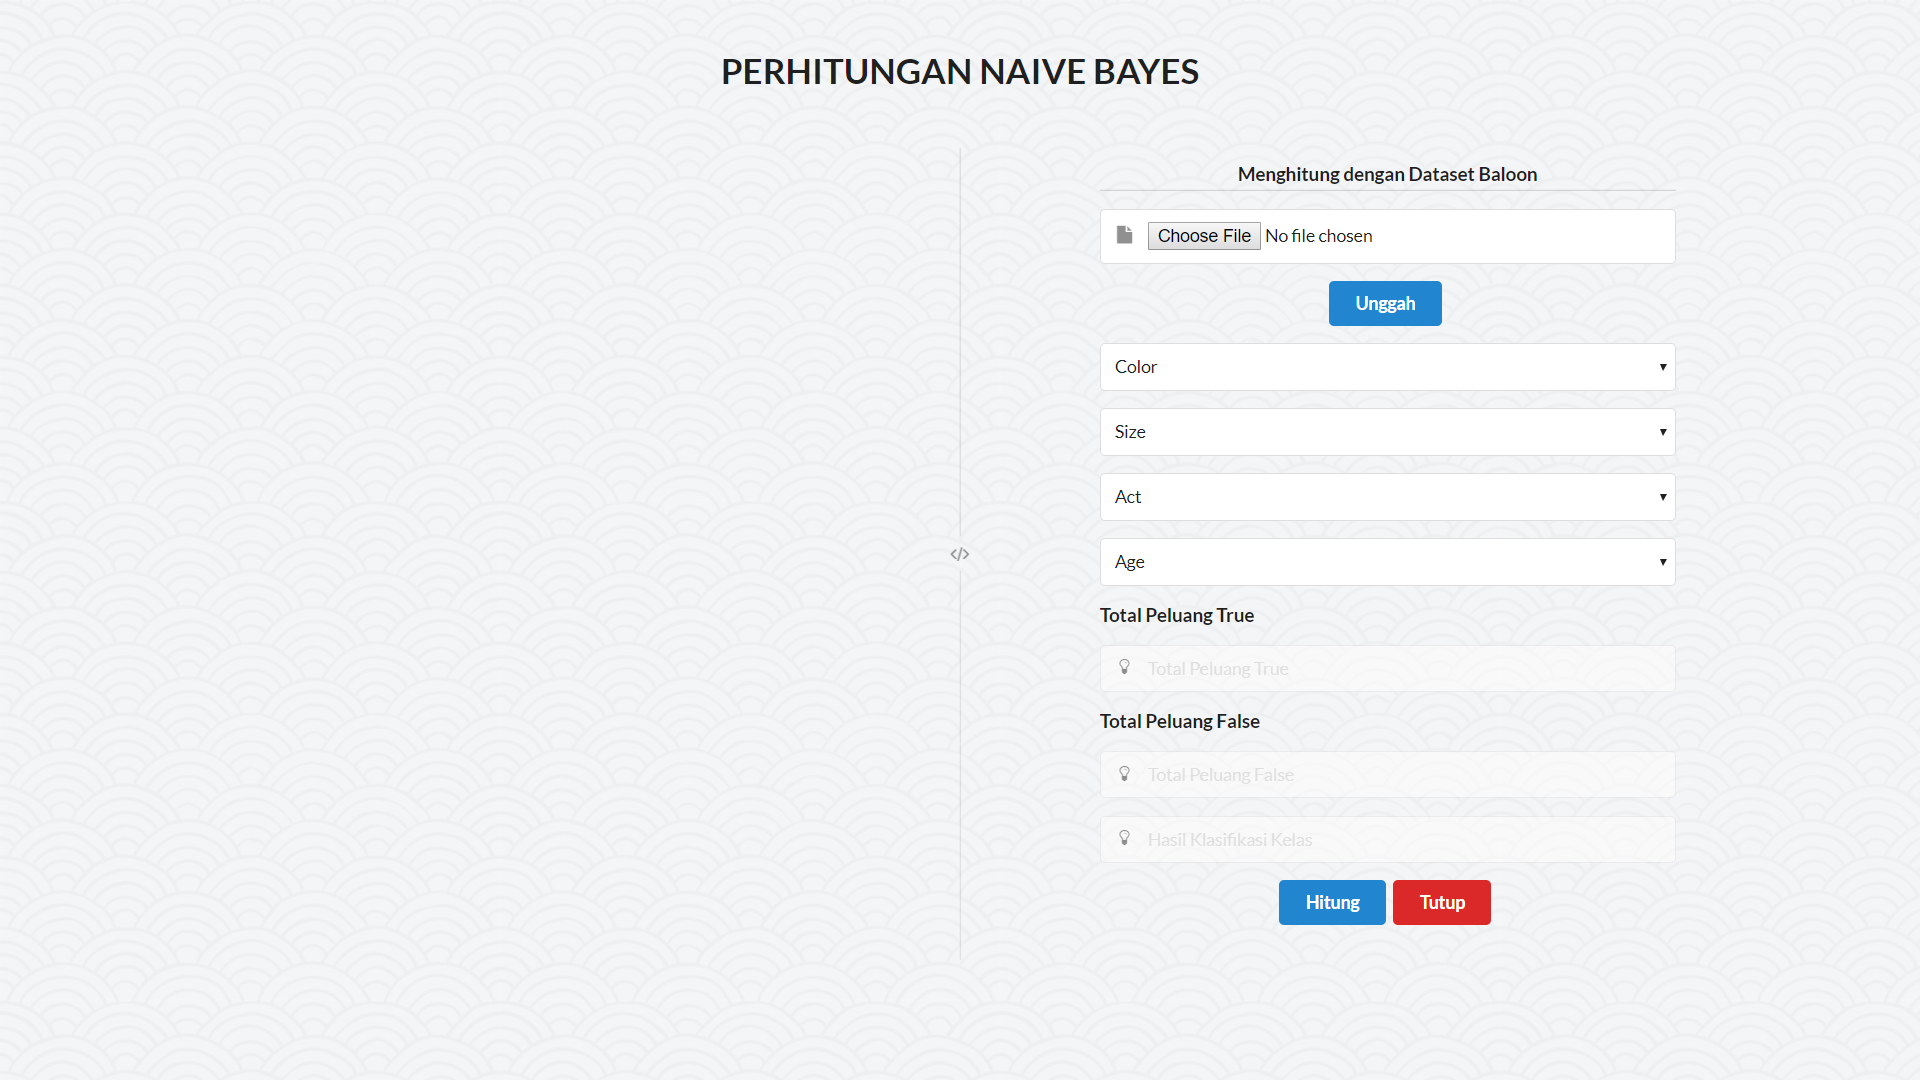 PERHITUNGAN NAIVE BAYES
Menghitung dengan Dataset Baloon
Choose File No file chosen
Unggah
Color
Size
Act
Age
Total Peluang True
Total Peluang True
Total Peluang False
Total Peluang False
Hasil Klasifikasi Kelas
Hitung Tutup